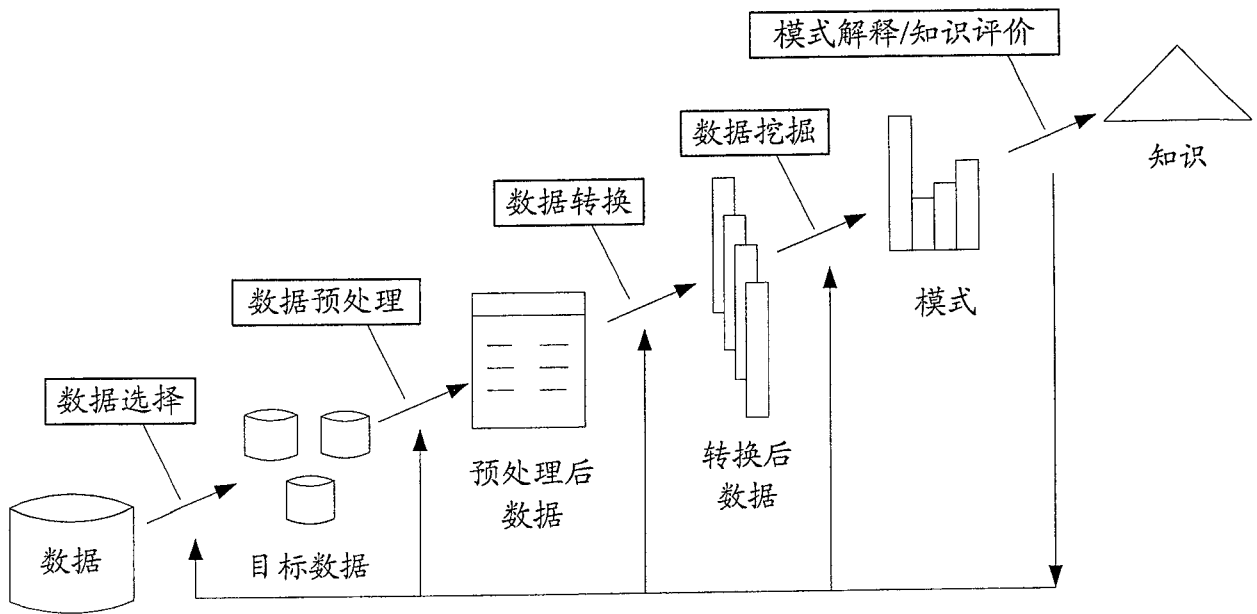 模式解释/知识评价
知识
数据挖掘
模式
数据转换
转换后
数据
数据预处理
预处理后
数据
数据选择
目标数据
数据